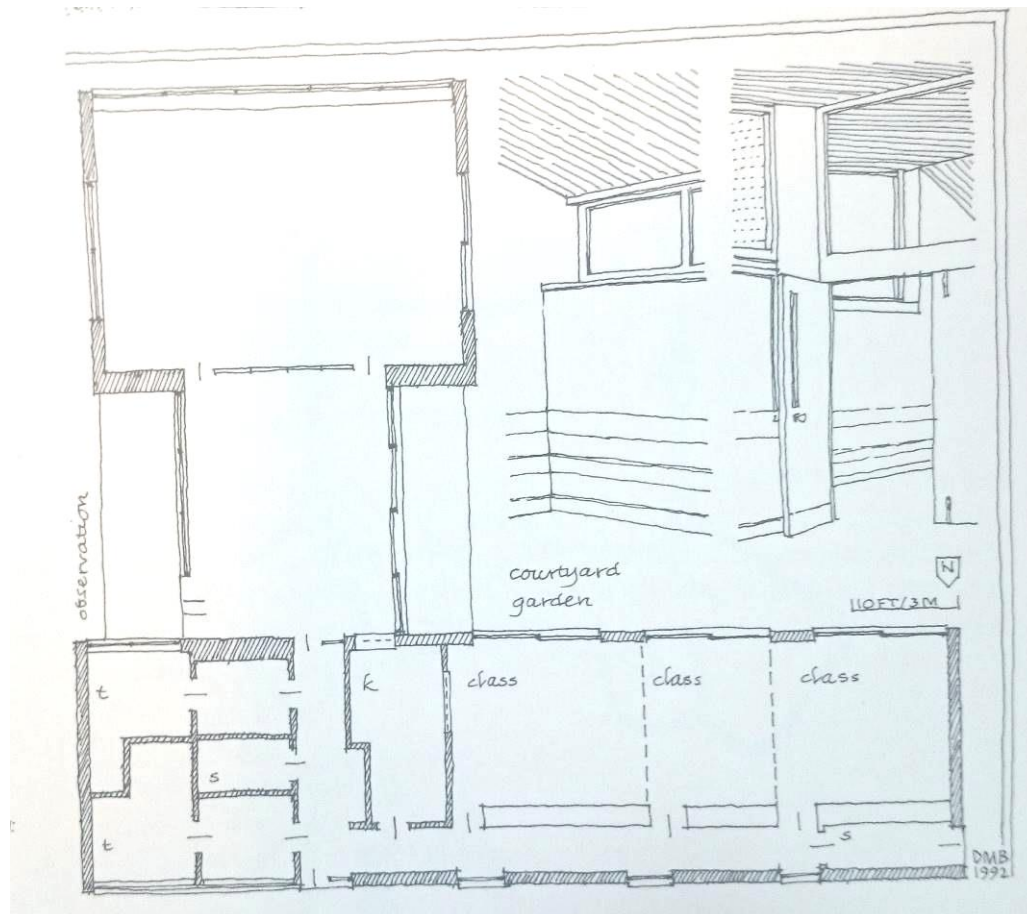 observation
courtyard
garden
N
10FT/3M
t
k
class
class
class
s
t
s
DMB
1992